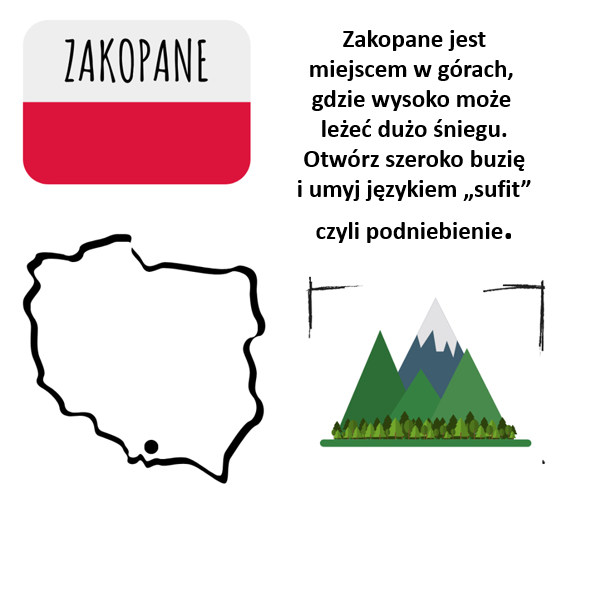 ZAKOPANE
Zakopane jest
miejscem w górach,
gdzie wysoko może
leżeć dużo śniegu.
Otwórz szeroko buzię
i umyj językiem „sufit”
czyli podniebienie.